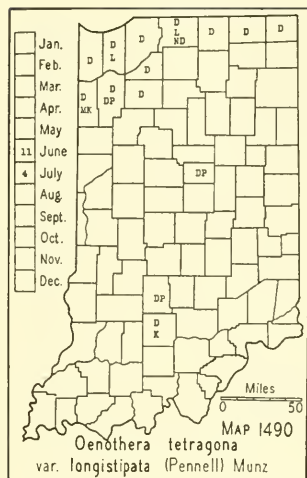 Jan.
Feb.
Mar.
Apr.
May
11 June
4 July
Aug.
Sept.
Oct.
Nov.
Dec.
D D D D D D D
L L
ND
D
D D D
MK DP
DP
DP
D
K
Miles
0 50
MAP 1490
Oenothera tetragona
var. longistipata (Pennell) Munz